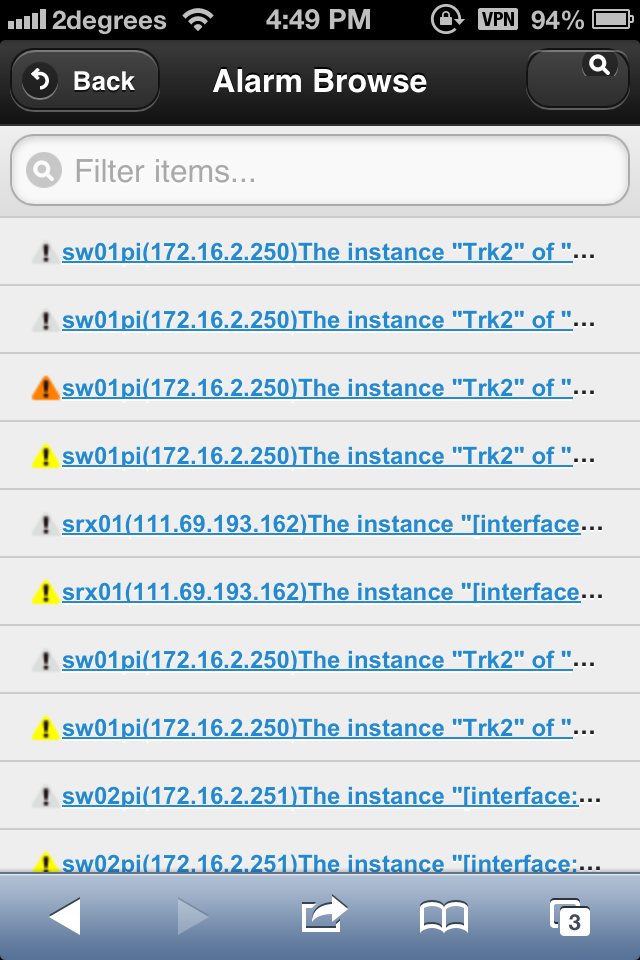 2degrees 4:49 PM VPN 94%
Back Alarm Browse
Filter items...
sw01pi(172.16.2.250)The instance "Trk2" of "...
sw01pi(172.16.2.250)The instance "Trk2" of "...
sw01pi(172.16.2.250)The instance "Trk2" of "...
sw01pi(172.16.2.250)The instance "Trk2" of "...
srx01(111.69.193.162)The instance "[interface...
srx01(111.69.193.162)The instance "[interface...
sw01pi(172.16.2.250)The instance "Trk2" of "...
sw01pi(172.16.2.250)The instance "Trk2" of "...
sw02pi(172.16.2.251)The instance "[interface:...
sw02pi(172.16.2.251)The instance "[interface:...
3